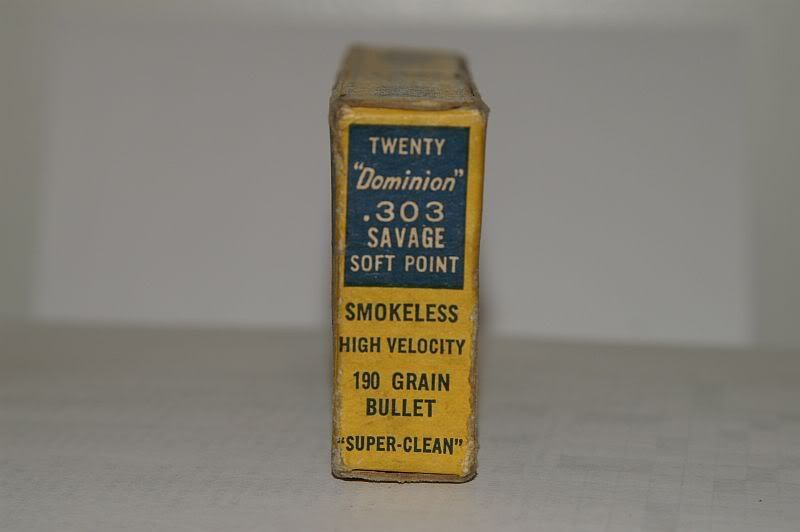 TWENTY
"Dominion"
.303
SAVAGE
SOFT POINT
SMOKELESS
HIGH VELOCITY
190 GRAIN
BULLET
"SUPER-CLEAN"